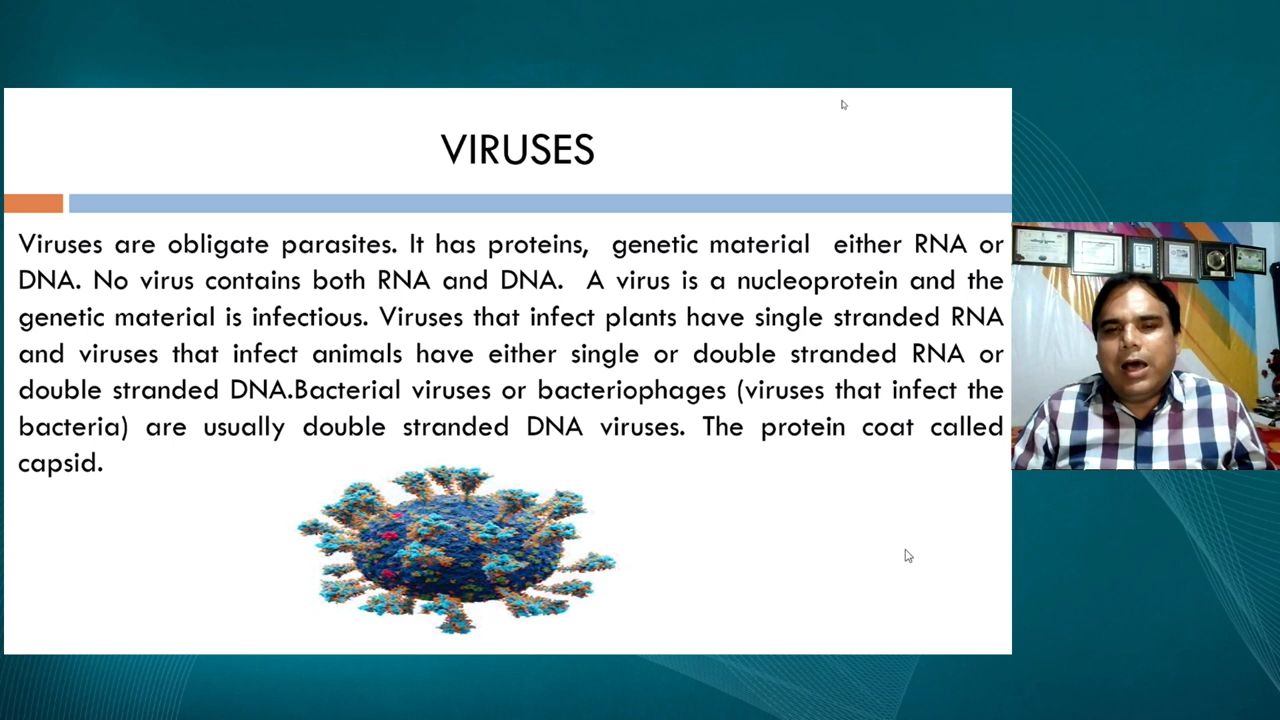 VIRUSES
Viruses are obligate parasites. It has proteins, genetic material either RNA or
DNA. No virus contains both RNA and DNA. A virus is a nucleoprotein and the
genetic material is infectious. Viruses that infect plants have single stranded RNA
and viruses that infect animals have either single or double stranded RNA or
double stranded DNA.Bacterial viruses or bacteriophages (viruses that infect the
bacteria) are usually double stranded DNA viruses. The protein coat called
capsid.